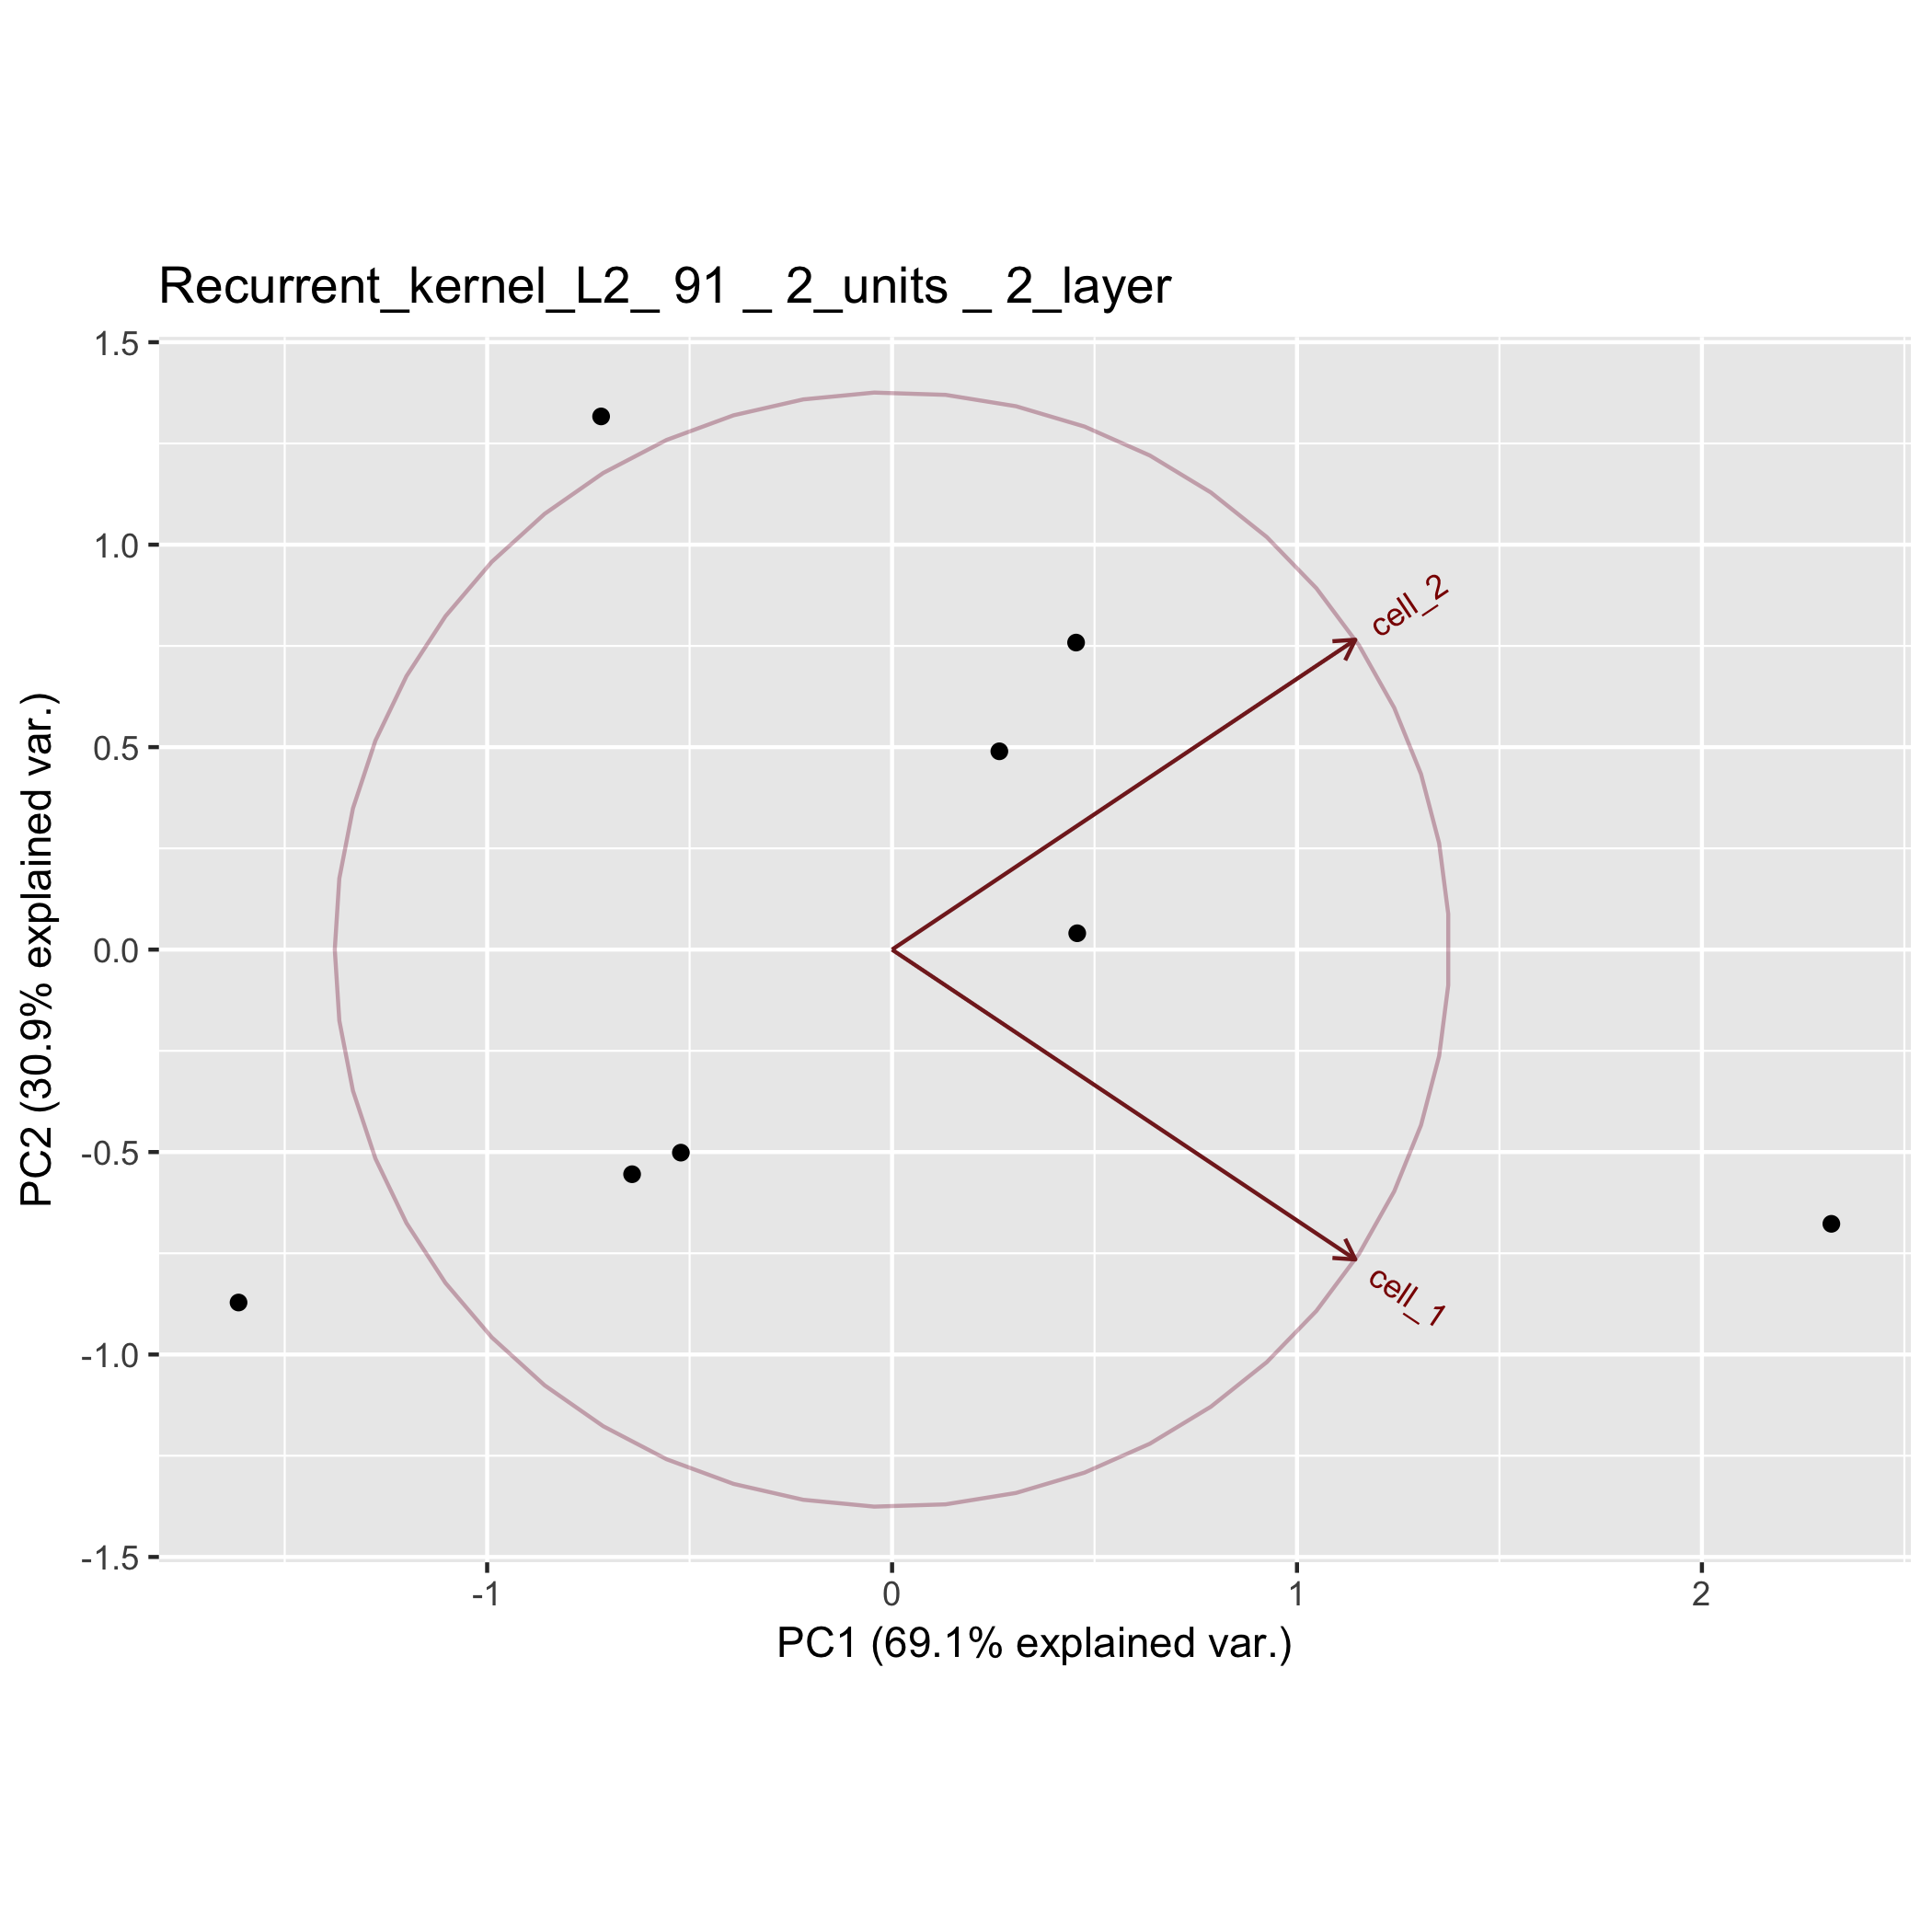 Recurrent_kernel_L2_ 91 _ 2_units _ 2_layer
1.5
1.0
0.5
0.0
-0.5
-1.0
-1.5
PC2 (30.9% explained var.)
cell_2
cell_1
-1
0
1
2
PC1 (69.1% explained var.)